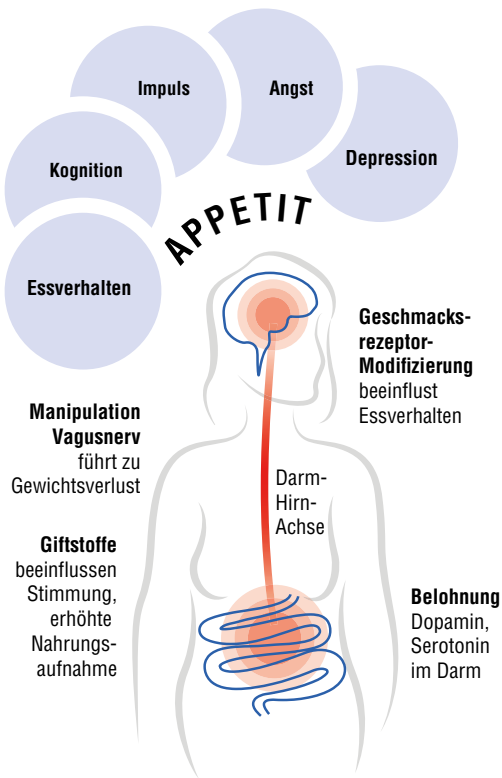 Impuls
Angst
Depression
Kognition
Essverhalten
APPETIT
Geschmacks-
rezeptor-
Modifizierung
beeinflust
Essverhalten
Manipulation
Vagusnerv
führt zu
Gewichtsverlust
Darm-
Hirn-
Achse
Giftstoffe
beeinflussen
Stimmung,
erhöhte
Nahrungs-
aufnahme
Belohnung
Dopamin,
Serotonin
im Darm